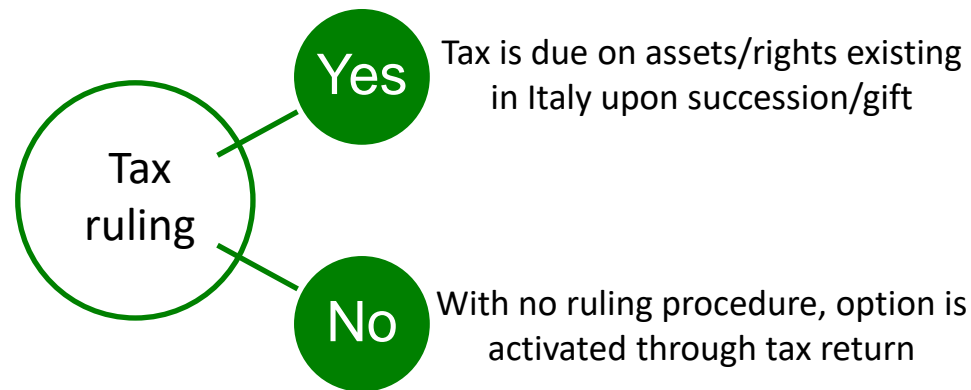 Yes
Tax is due on assets/rights existing
in Italy upon succession/gift
Tax
ruling
No
With no ruling procedure, option is
activated through tax return